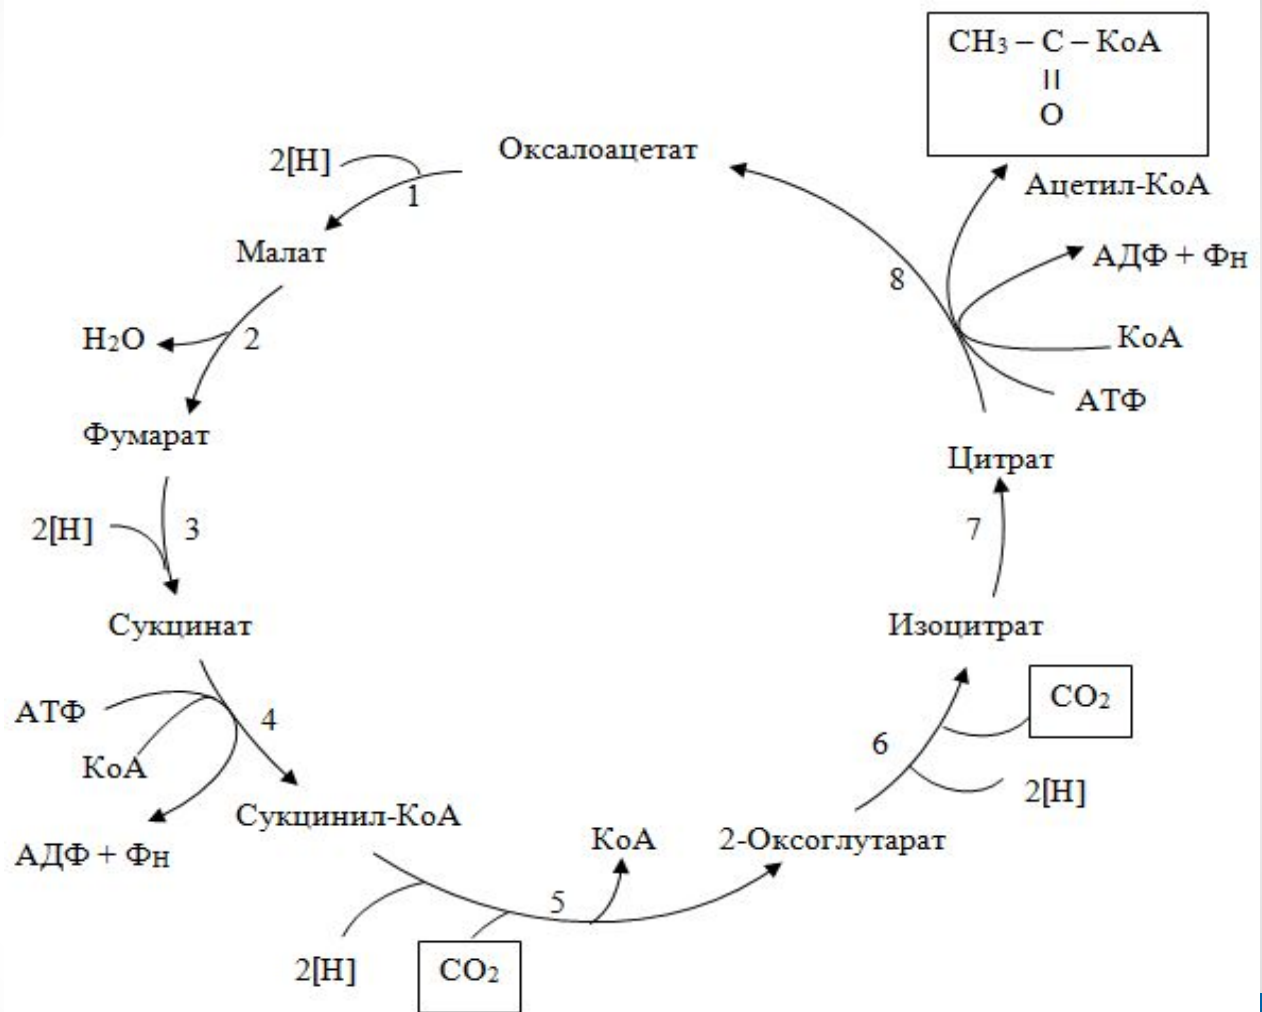 CH₃ – C – КоА
=
O
Ацетил-КоА
Оксалоацетат
2[H]
1
Малат
АДФ + Фн
8
H₂O
2
КоА
АТФ
Фумарат
Цитрат
2[H]
3
7
Сукцинат
Изоцитрат
CO₂
АТФ
4
6
КоА
2[H]
Сукцинил-КоА
КоА
2-Оксоглутарат
АДФ + Фн
5
2[H]
CO₂